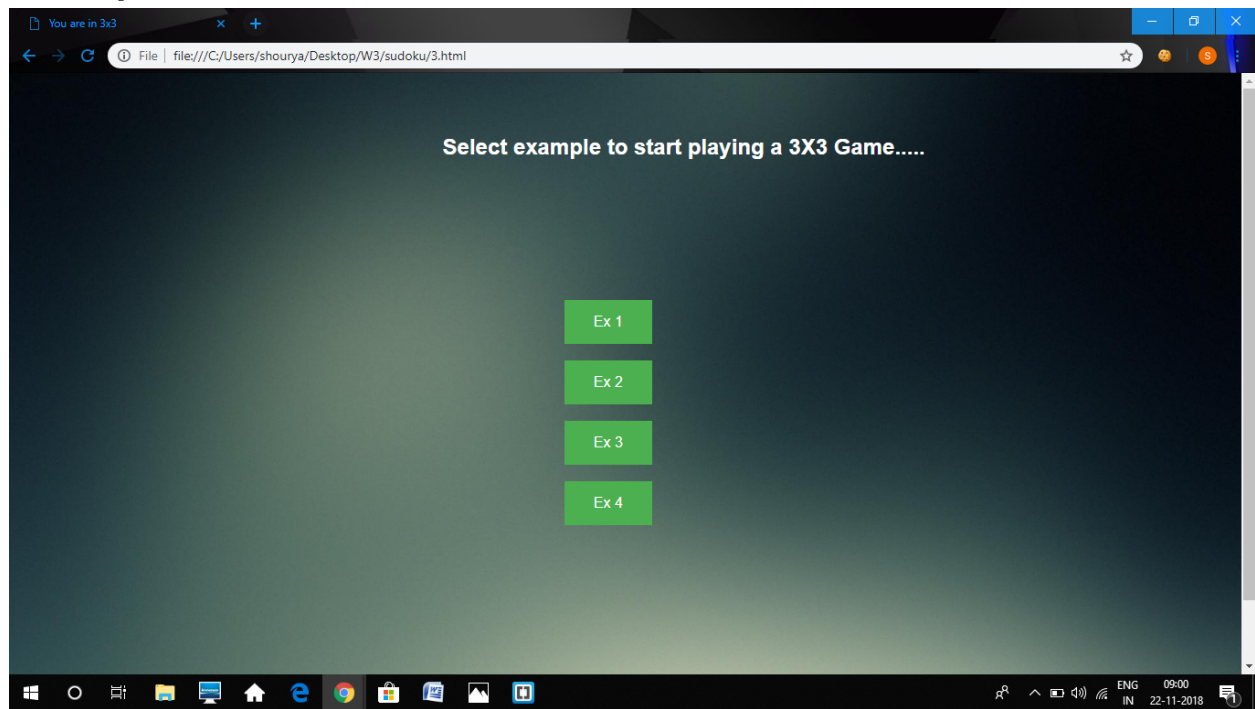 You are in 3x3
File file:///C:/Users/shourya/Desktop/W3/sudoku/3.html
S
Select example to start playing a 3X3 Game.....
Ex 1
Ex 2
Ex 3
Ex 4
ENG 09:00
IN 22-11-2018
1